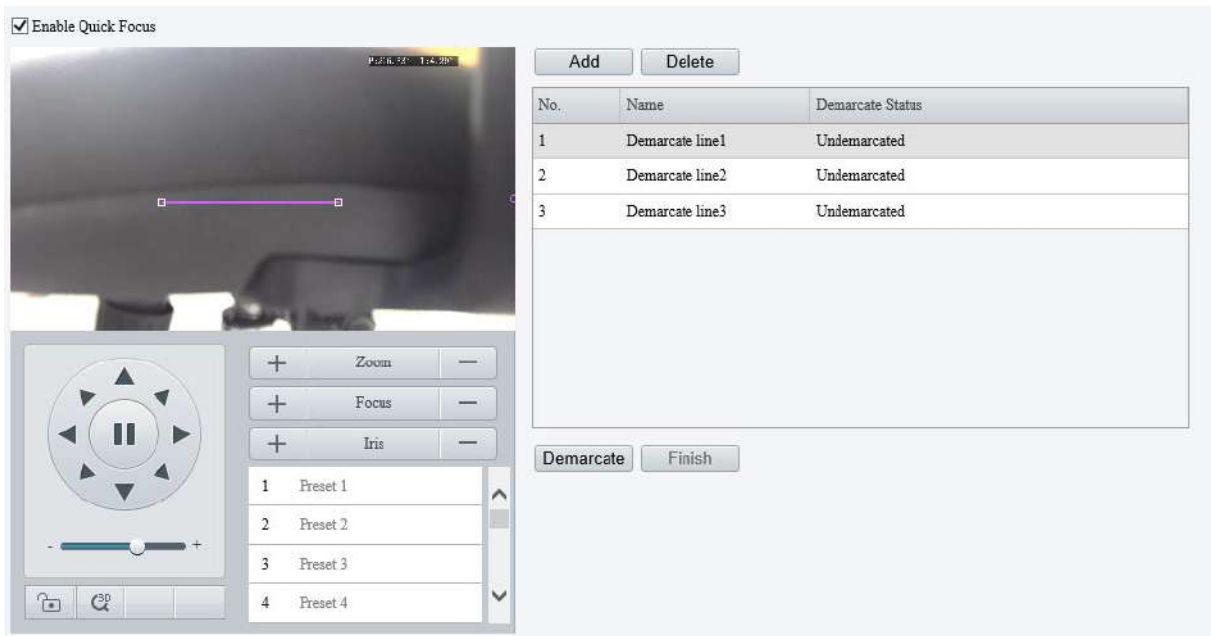 Enable Quick Focus
Add
Delete
No. Name Demarcate Status
1 Demarcate line1 Undemarcated
2 Demarcate line2 Undemarcated
3 Demarcate line3 Undemarcated
+ Zoom −
+ Focus −
+ Iris −
Demarcate
Finish
1 Preset 1
2 Preset 2
3 Preset 3
4 Preset 4
- +
3D